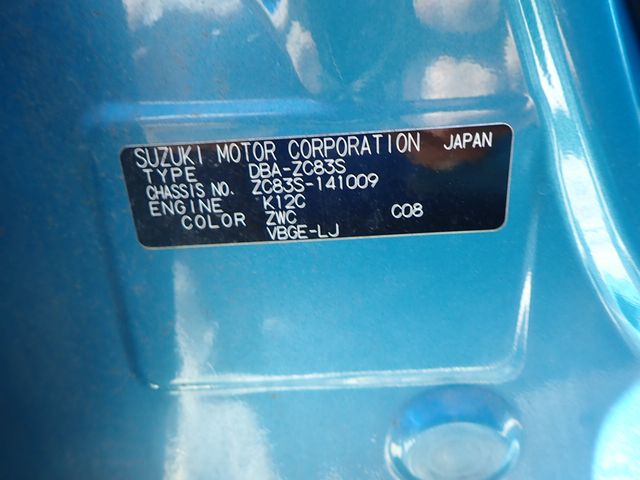 SUZUKI MOTOR CORPORATION JAPAN
TYPE DBA-ZC83S
CHASSIS NO. ZC83S-141009
ENGINE K12C
COLOR ZWC C08
VBGE-LJ